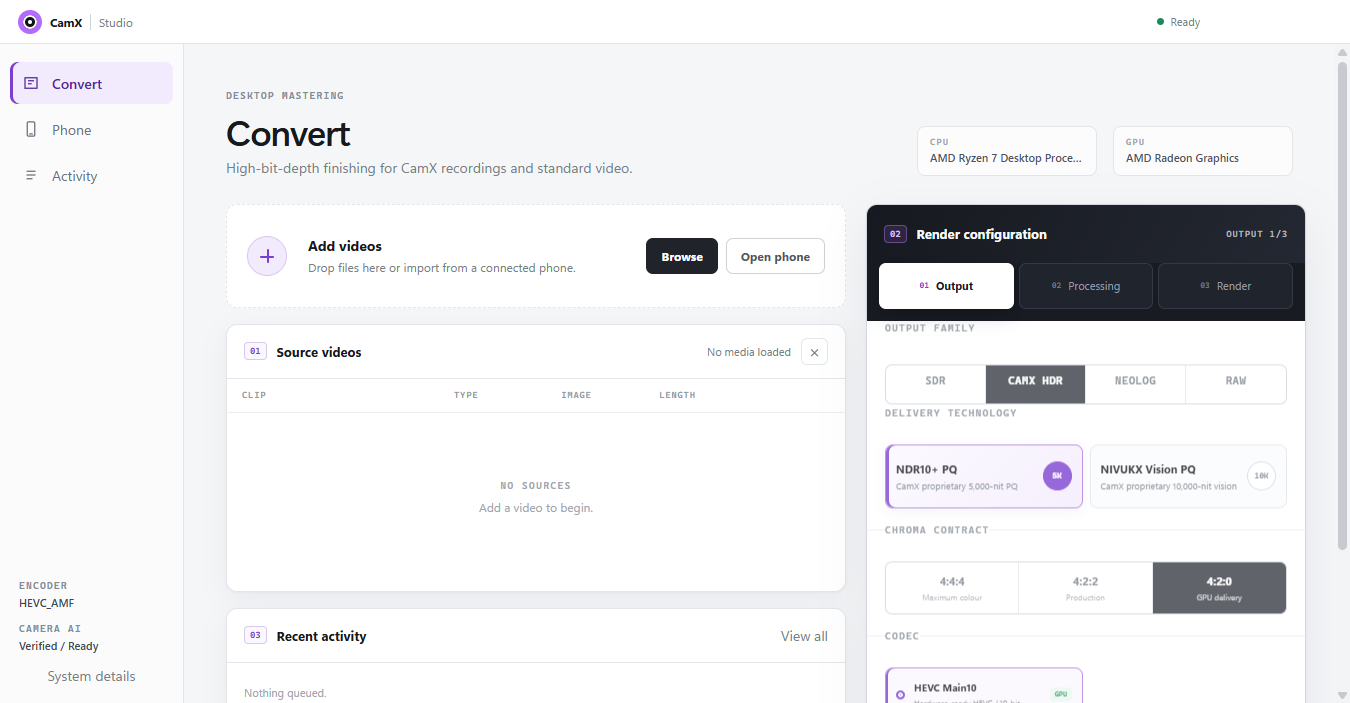 CamX Studio
Ready
Convert
Phone
Activity
ENCODER
HEVC_AMF
CAMERA AI
Verified / Ready
System details
DESKTOP MASTERING
Convert
High-bit-depth finishing for CamX recordings and standard video.
CPU
AMD Ryzen 7 Desktop Proce...
GPU
AMD Radeon Graphics
Add videos
Drop files here or import from a connected phone.
Browse
Open phone
01 Source videos
No media loaded
CLIP TYPE IMAGE LENGTH
NO SOURCES
Add a video to begin.
03 Recent activity
View all
Nothing queued.
02 Render configuration
OUTPUT 1/3
01 Output
02 Processing
03 Render
OUTPUT FAMILY
SDR CAMX HDR NEOLOG RAW
DELIVERY TECHNOLOGY
NDR10+ PQ
CamX proprietary 5,000-nit PQ
5K
NIVUKX Vision PQ
CamX proprietary 10,000-nit vision
10K
CHROMA CONTRACT
4:4:4
Maximum colour
4:2:2
Production
4:2:0
GPU delivery
CODEC
HEVC Main10
GPU